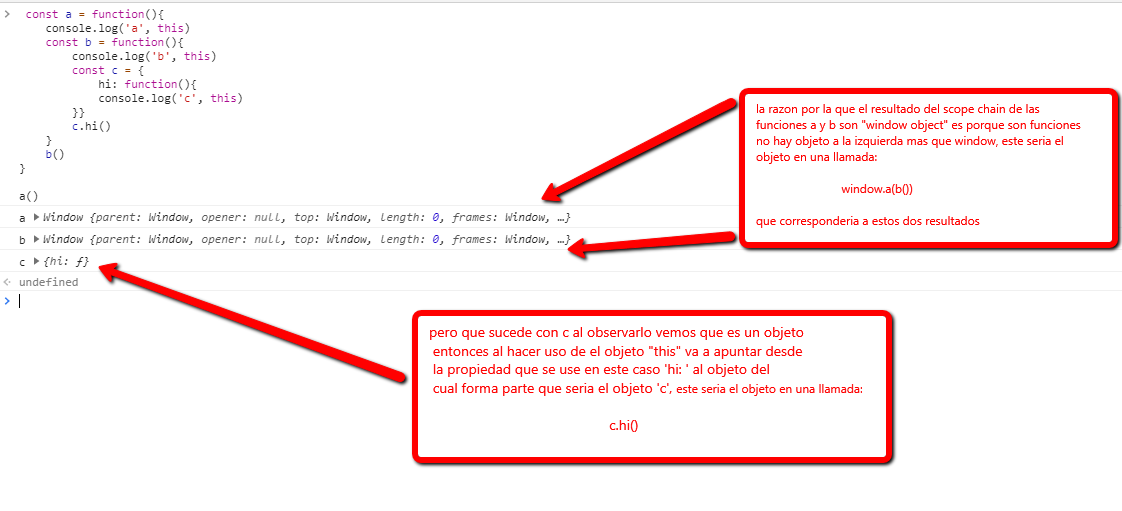 > const a = function(){
console.log('a', this)
const b = function(){
console.log('b', this)
const c = {
hi: function(){
console.log('c', this)
}}
c.hi()
}
b()
}
a()
a ▶ Window {parent: Window, opener: null, top: Window, length: 0, frames: Window, …}
b ▶ Window {parent: Window, opener: null, top: Window, length: 0, frames: Window, …}
c ▶ {hi: ƒ}
undefined
>
la razon por la que el resultado del scope chain de las
funciones a y b son "window object" es porque son funciones
no hay objeto a la izquierda mas que window, este seria el
objeto en una llamada:
window.a(b())
que corresponderia a estos dos resultados
pero que sucede con c al observarlo vemos que es un objeto
entonces al hacer uso de el objeto "this" va a apuntar desde
la propiedad que se use en este caso 'hi: ' al objeto del
cual forma parte que seria el objeto 'c', este seria el objeto en una llamada:
c.hi()